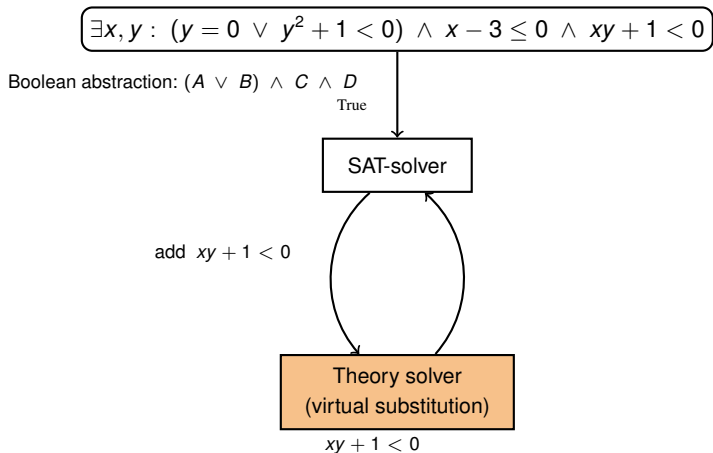 ∃x, y : (y = 0 ∨ y² + 1 < 0) ∧ x − 3 ≤ 0 ∧ xy + 1 < 0
Boolean abstraction: (A ∨ B) ∧ C ∧ D
True
SAT-solver
add xy + 1 < 0
Theory solver
(virtual substitution)
xy + 1 < 0